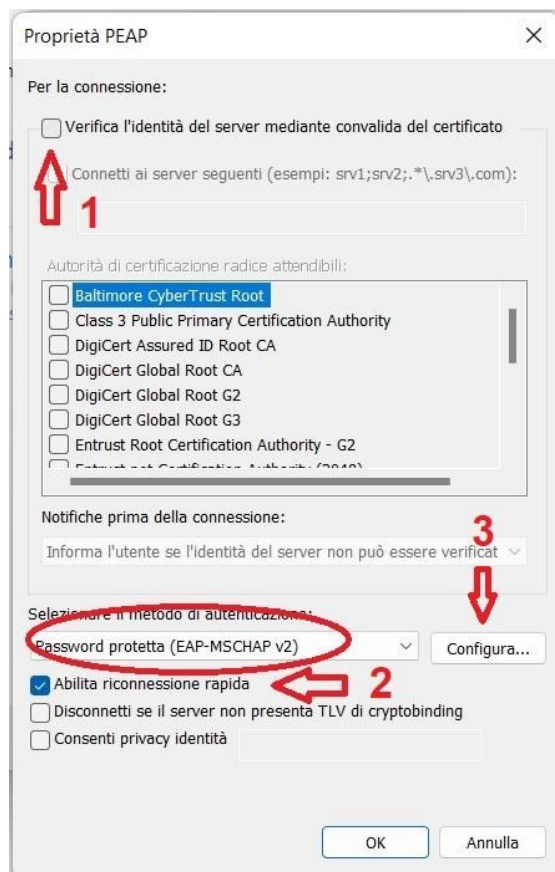 Proprietà PEAP
Per la connessione:
Verifica l'identità del server mediante convalida del certificato
Connetti ai server seguenti (esempi: srv1;srv2;.*\.srv3\.com):
1
Autorità di certificazione radice attendibili:
Baltimore CyberTrust Root
Class 3 Public Primary Certification Authority
DigiCert Assured ID Root CA
DigiCert Global Root CA
DigiCert Global Root G2
DigiCert Global Root G3
Entrust Root Certification Authority - G2
Notifiche prima della connessione:
3
Informa l'utente se l'identità del server non può essere verificat
Selezionare il metodo di autenticazione:
Password protetta (EAP-MSCHAP v2)
Configura...
Abilita riconnessione rapida
2
Disconnetti se il server non presenta TLV di cryptobinding
Consenti privacy identità
OK
Annulla